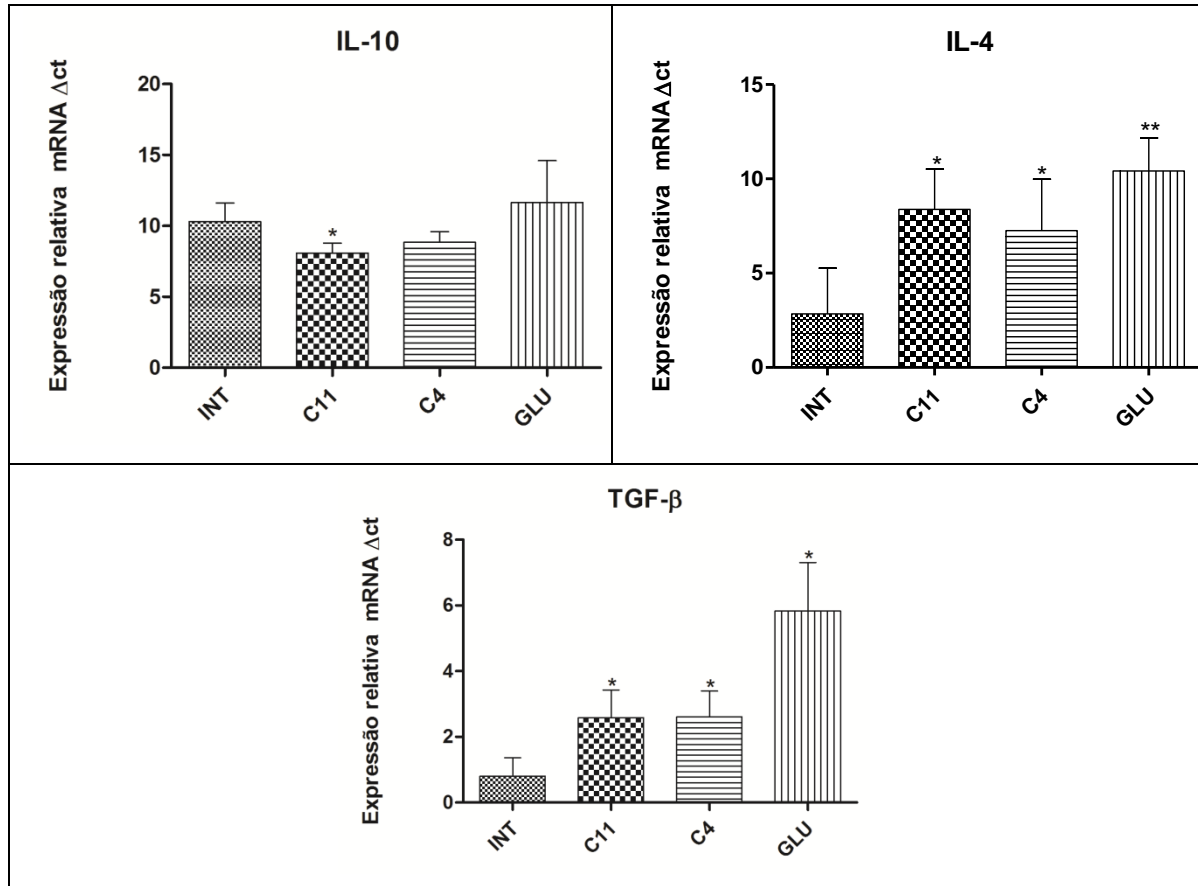 IL-10
Expressão relativa mRNA Δct
20
15
10
5
0
*
INT
C11
C4
GLU
IL-4
Expressão relativa mRNA Δct
15
10
5
0
*
*
**
INT
C11
C4
GLU
TGF-β
Expressão relativa mRNA Δct
8
6
4
2
0
*
*
*
INT
C11
C4
GLU